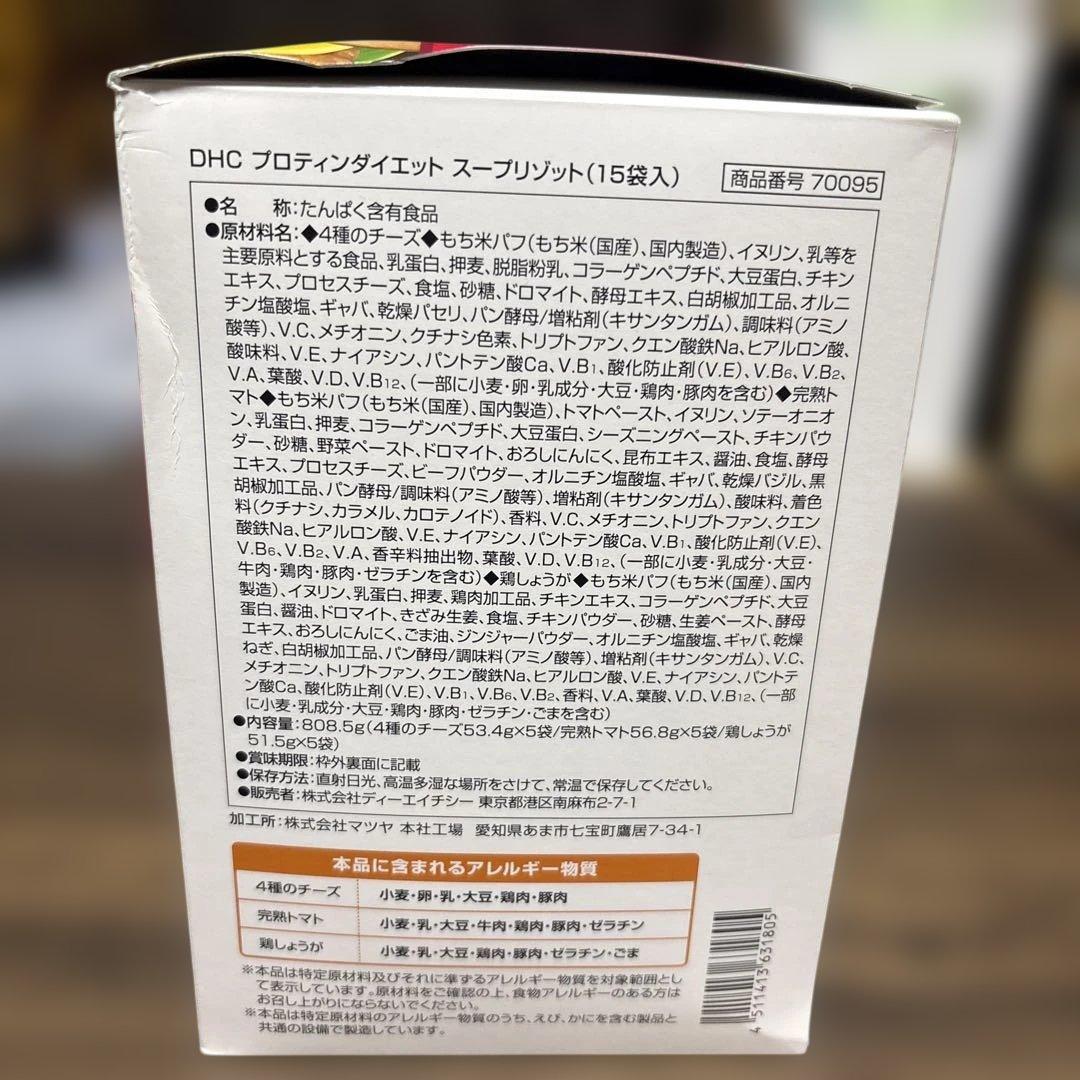 DHC プロティンダイエット スープリゾット(15袋入)
商品番号 70095
●名　　称:たんぱく含有食品
●原材料名:◆4種のチーズ◆もち米パフ(もち米(国産)、国内製造)、イヌリン、乳等を
主要原料とする食品、乳蛋白、押麦、脱脂粉乳、コラーゲンペプチド、大豆蛋白、チキン
エキス、プロセスチーズ、食塩、砂糖、ドロマイト、酵母エキス、白胡椒加工品、オルニ
チン塩酸塩、ギャバ、乾燥パセリ、パン酵母/増粘剤(キサンタンガム)、調味料(アミノ
酸等)、V.C、メチオニン、クチナシ色素、トリプトファン、クエン酸鉄Na、ヒアルロン酸、
酸味料、V.E、ナイアシン、パントテン酸Ca、V.B1、酸化防止剤(V.E)、V.B6、V.B2、
V.A、葉酸、V.D、V.B12、(一部に小麦・卵・乳成分・大豆・鶏肉・豚肉を含む)◆完熟ト
マト◆もち米パフ(もち米(国産)、国内製造)、トマトペースト、イヌリン、ソテーオニオ
ン、乳蛋白、押麦、コラーゲンペプチド、大豆蛋白、シーズニングペースト、チキンパウ
ダー、砂糖、野菜ペースト、ドロマイト、おろしにんにく、昆布エキス、醤油、食塩、酵母
エキス、プロセスチーズ、ビーフパウダー、オルニチン塩酸塩、ギャバ、乾燥バジル、黒
胡椒加工品、パン酵母/調味料(アミノ酸等)、増粘剤(キサンタンガム)、酸味料、着色
料(クチナシ、カラメル、カロテノイド)、香料、V.C、メチオニン、トリプトファン、クエン
酸鉄Na、ヒアルロン酸、V.E、ナイアシン、パントテン酸Ca、V.B1、酸化防止剤(V.E)、
V.B6、V.B2、V.A、香辛料抽出物、葉酸、V.D、V.B12、(一部に小麦・乳成分・大豆・
牛肉・鶏肉・豚肉・ゼラチンを含む)◆鶏しょうが◆もち米パフ(もち米(国産)、国内
製造)、イヌリン、乳蛋白、押麦、鶏肉加工品、チキンエキス、コラーゲンペプチド、大豆
蛋白、醤油、ドロマイト、きざみ生姜、食塩、チキンパウダー、砂糖、生姜ペースト、酵母
エキス、おろしにんにく、ごま油、ジンジャーパウダー、オルニチン塩酸塩、ギャバ、乾燥
ねぎ、白胡椒加工品、パン酵母/調味料(アミノ酸等)、増粘剤(キサンタンガム)、V.C、
メチオニン、トリプトファン、クエン酸鉄Na、ヒアルロン酸、V.E、ナイアシン、パントテ
ン酸Ca、酸化防止剤(V.E)、V.B1、V.B6、V.B2、香料、V.A、葉酸、V.D、V.B12、(一部
に小麦・乳成分・大豆・鶏肉・豚肉・ゼラチン・ごまを含む)
●内容量:808.5g(4種のチーズ53.4g×5袋/完熟トマト56.8g×5袋/鶏しょうが
51.5g×5袋)
●賞味期限:枠外裏面に記載
●保存方法:直射日光、高温多湿な場所をさけて、常温で保存してください。
●販売者:株式会社ディーエイチシー 東京都港区南麻布2-7-1
加工所:株式会社マツヤ 本社工場　愛知県あま市七宝町鷹居7-34-1
本品に含まれるアレルギー物質
4種のチーズ　小麦・卵・乳・大豆・鶏肉・豚肉
完熟トマト　小麦・乳・大豆・牛肉・鶏肉・豚肉・ゼラチン
鶏しょうが　小麦・乳・大豆・鶏肉・豚肉・ゼラチン・ごま
※本品は特定原材料及びそれに準ずるアレルギー物質を対象範囲とし
て表示しています。原材料をご確認の上、食物アレルギーのある方は
お召し上がりにならないでください。
※本品は特定原材料のアレルギー物質のうち、えび、かにを含む製品と
共通の設備で製造しています。
4 511413 631805